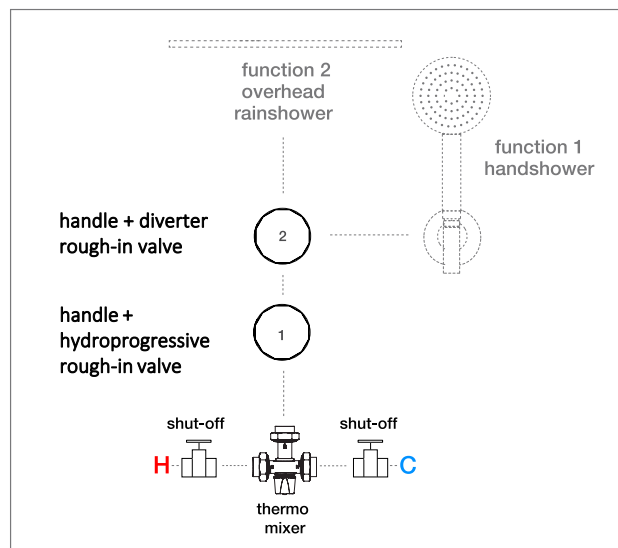 function 2
overhead
rainshower
function 1
handshower
handle + diverter
rough-in valve
2
handle +
hydroprogressive
rough-in valve
1
shut-off
shut-off
H
C
thermo
mixer